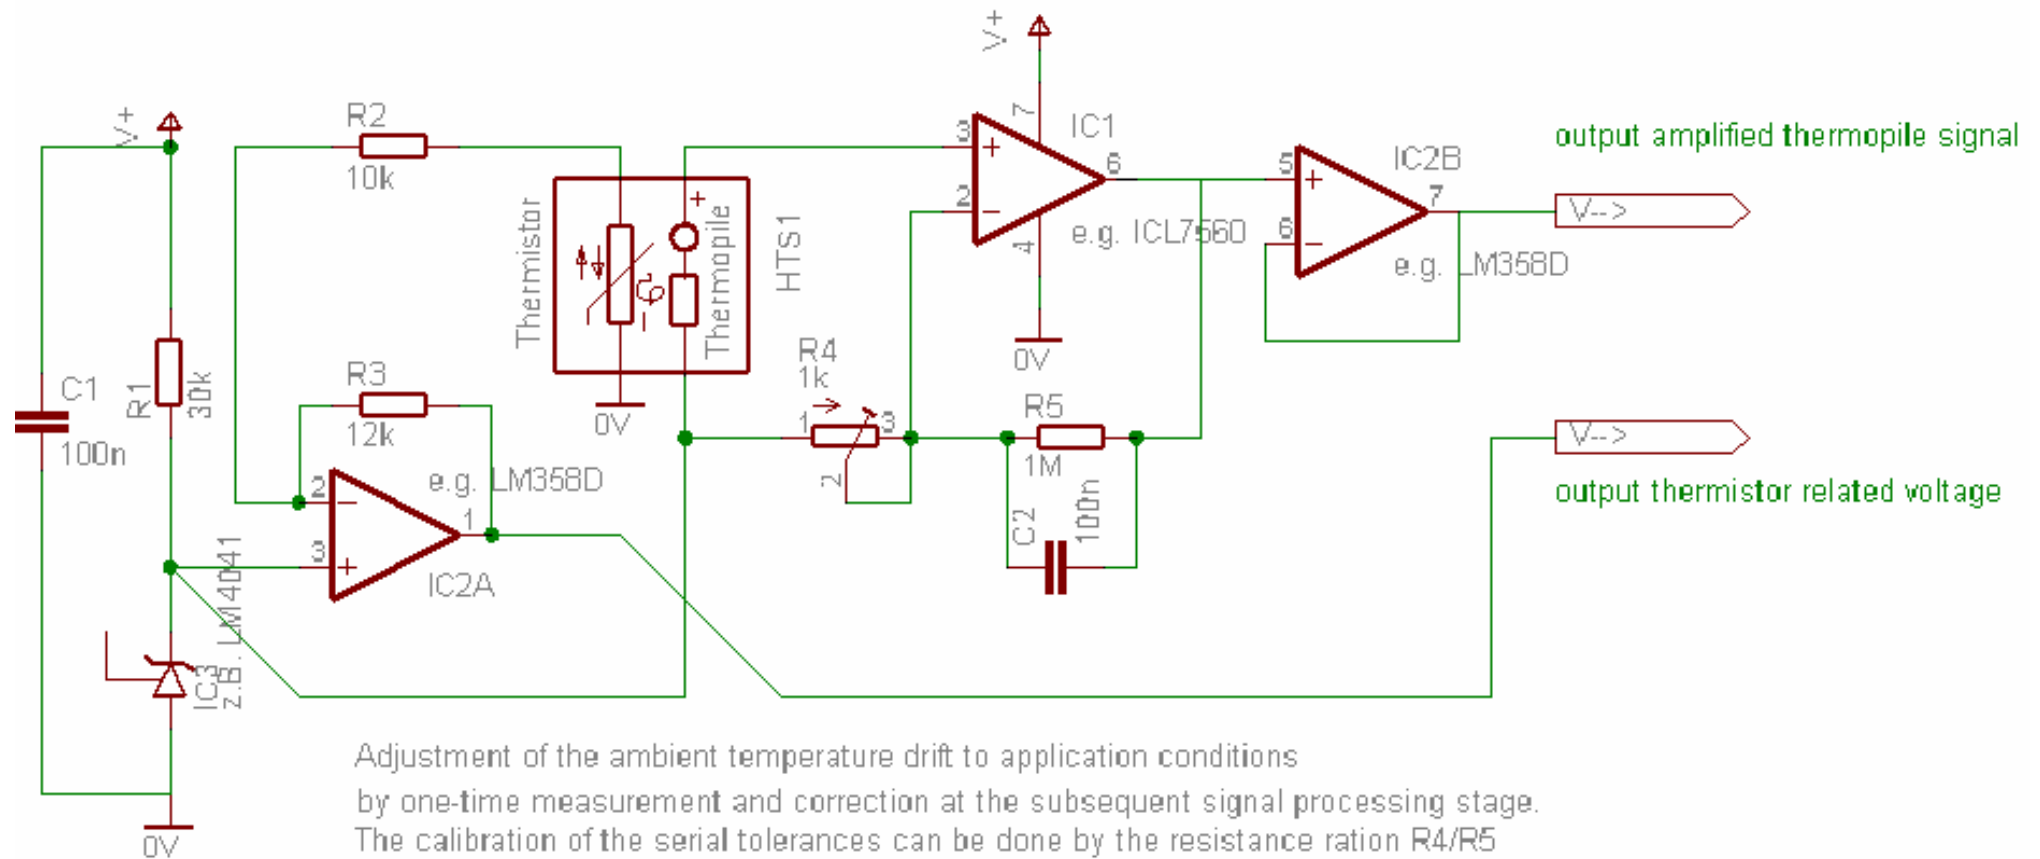 V+
R2
10k
V+
3
7
IC1
6
2
4
e.g. ICL7560
0V
5
IC2B
7
6
e.g. LM358D
output amplified thermopile signal
V-->
C1
100n
R1
30k
Thermistor
Thermopile
HTS1
+
-
0V
R3
12k
2
e.g. LM358D
1
3
IC2A
R4
1k
1
3
2
R5
1M
C2
100n
V-->
output thermistor related voltage
IC3
z.B. LM4041
0V
Adjustment of the ambient temperature drift to application conditions
by one-time measurement and correction at the subsequent signal processing stage.
The calibration of the serial tolerances can be done by the resistance ration R4/R5